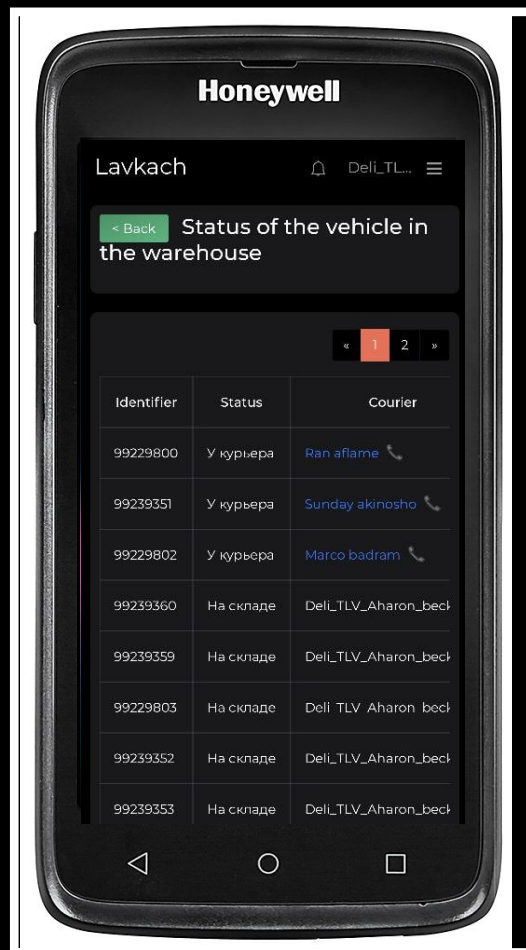 Honeywell
Lavkach Deli_TL...
< Back Status of the vehicle in
the warehouse
« 1 2 »
Identifier Status Courier
99229800 У курьера Ran aflame
99239351 У курьера Sunday akinosho
99229802 У курьера Marco badram
99239360 На складе Deli_TLV_Aharon_beck
99239359 На складе Deli_TLV_Aharon_beck
99229803 На складе Deli TLV Aharon beck
99239352 На складе Deli_TLV_Aharon_beck
99239353 На складе Deli_TLV_Aharon_beck